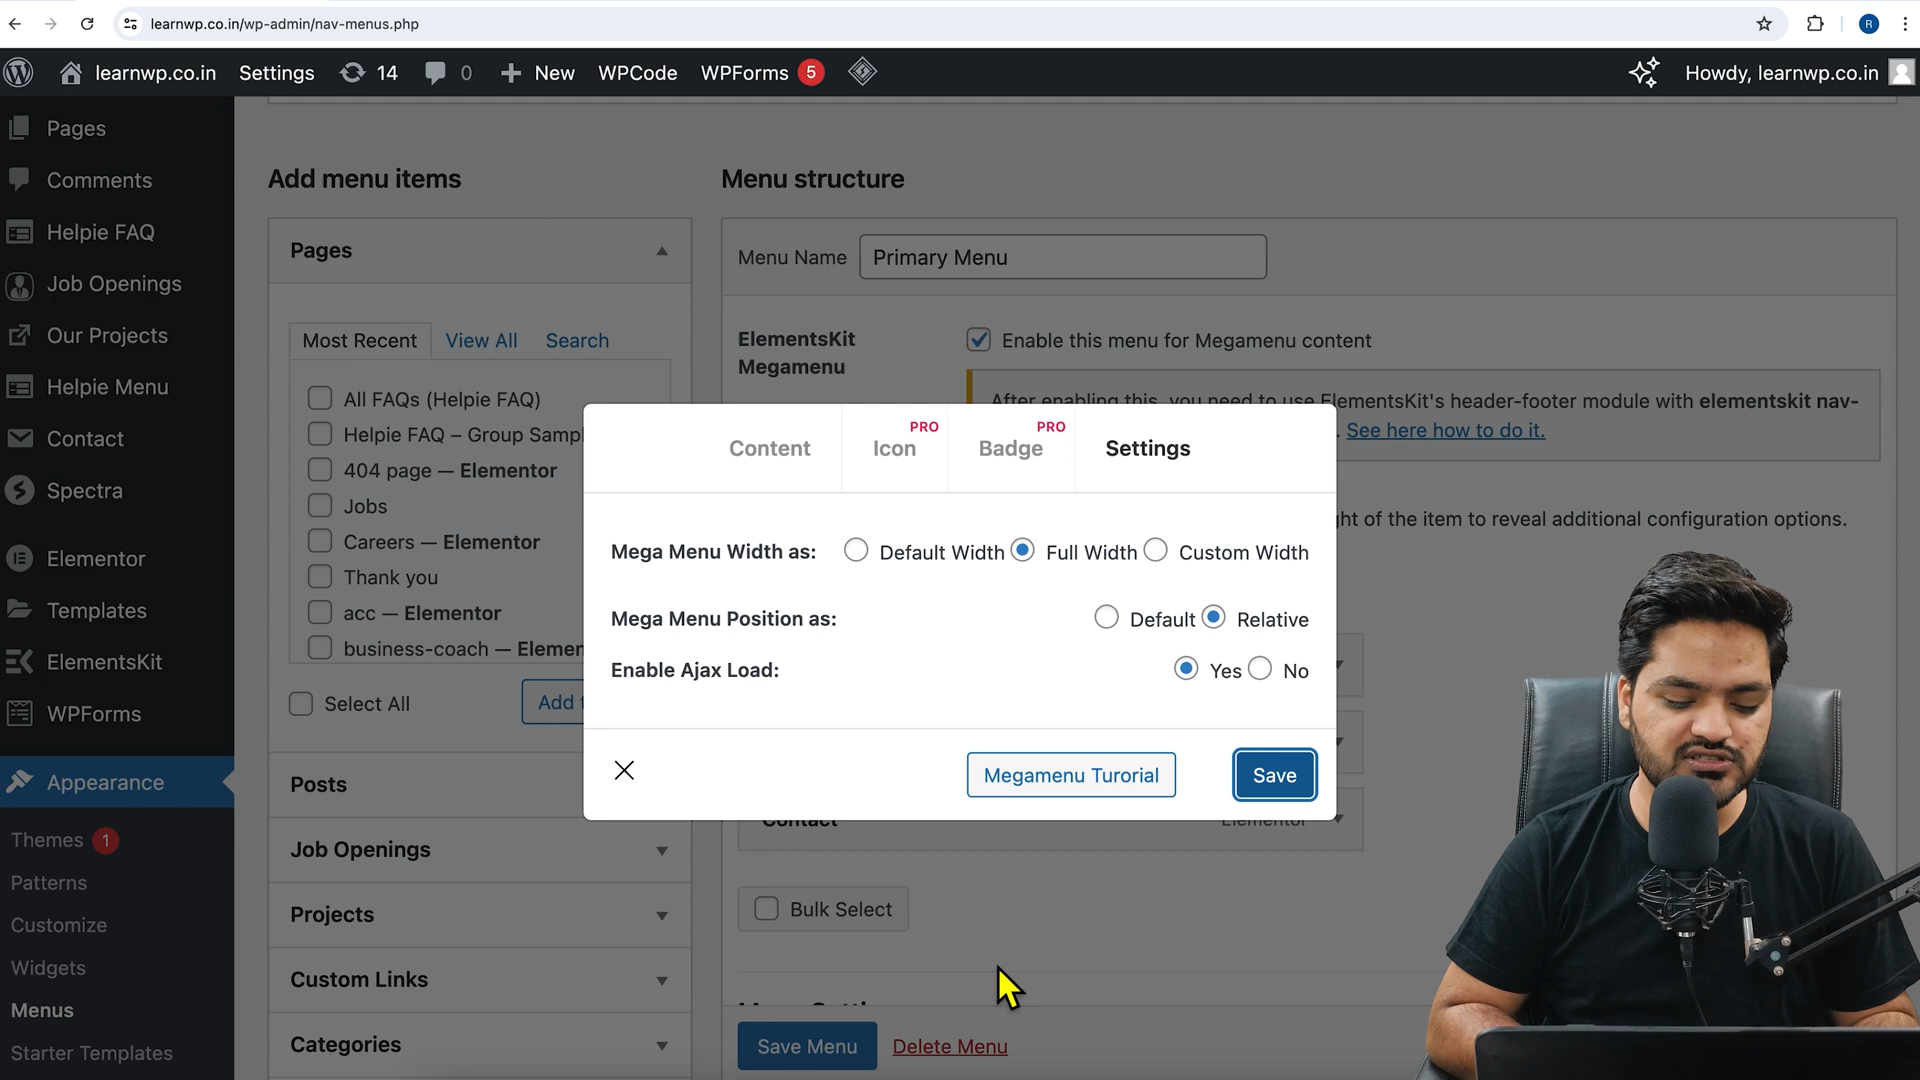 learnwp.co.in/wp-admin/nav-menus.php
R
learnwp.co.in Settings 14 0 New WPCode WPForms 5 Howdy, learnwp.co.in
Pages
Comments
Helpie FAQ
Job Openings
Our Projects
Helpie Menu
Contact
Spectra
Elementor
Templates
ElementsKit
WPForms
Appearance
Themes 1
Patterns
Customize
Widgets
Menus
Starter Templates
Add menu items
Pages
Most Recent View All Search
All FAQs (Helpie FAQ)
Helpie FAQ – Group
404 page — Elementor
Jobs
Careers — Elementor
Thank you
acc — Elementor
business-coach —
Select All
Add
Posts
Job Openings
Projects
Custom Links
Categories
Menu structure
Menu Name Primary Menu
ElementsKit
Megamenu
Enable this menu for Megamenu content
After enabling this, you need to use ElementsKit's header-footer module with elementskit nav-
See here how to do it.
of the item to reveal additional configuration options.
Content
PRO
Icon
PRO
Badge
Settings
Mega Menu Width as: Default Width Full Width Custom Width
Mega Menu Position as: Default Relative
Enable Ajax Load: Yes No
Megamenu Turorial Save
Contact Elementor
Bulk Select
Save Menu Delete Menu